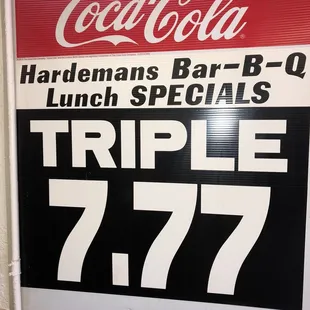 Coca-Cola
Hardemans Bar-B-Q
Lunch SPECIALS
TRIPLE
7.77